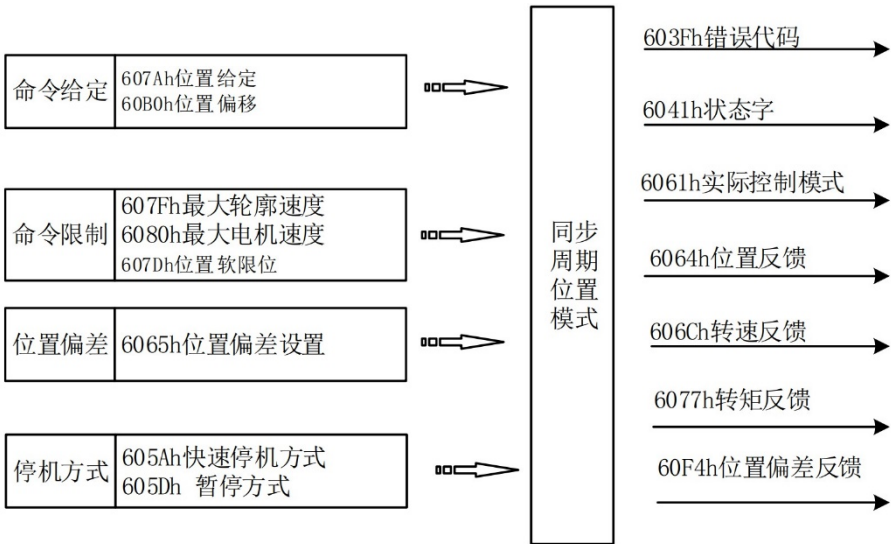 命令给定
607Ah位置给定
60B0h位置偏移
命令限制
607Fh最大轮廓速度
6080h最大电机速度
607Dh位置软限位
位置偏差
6065h位置偏差设置
停机方式
605Ah快速停机方式
605Dh 暂停方式
同步
周期
位置
模式
603Fh错误代码
6041h状态字
6061h实际控制模式
6064h位置反馈
606Ch转速反馈
6077h转矩反馈
60F4h位置偏差反馈